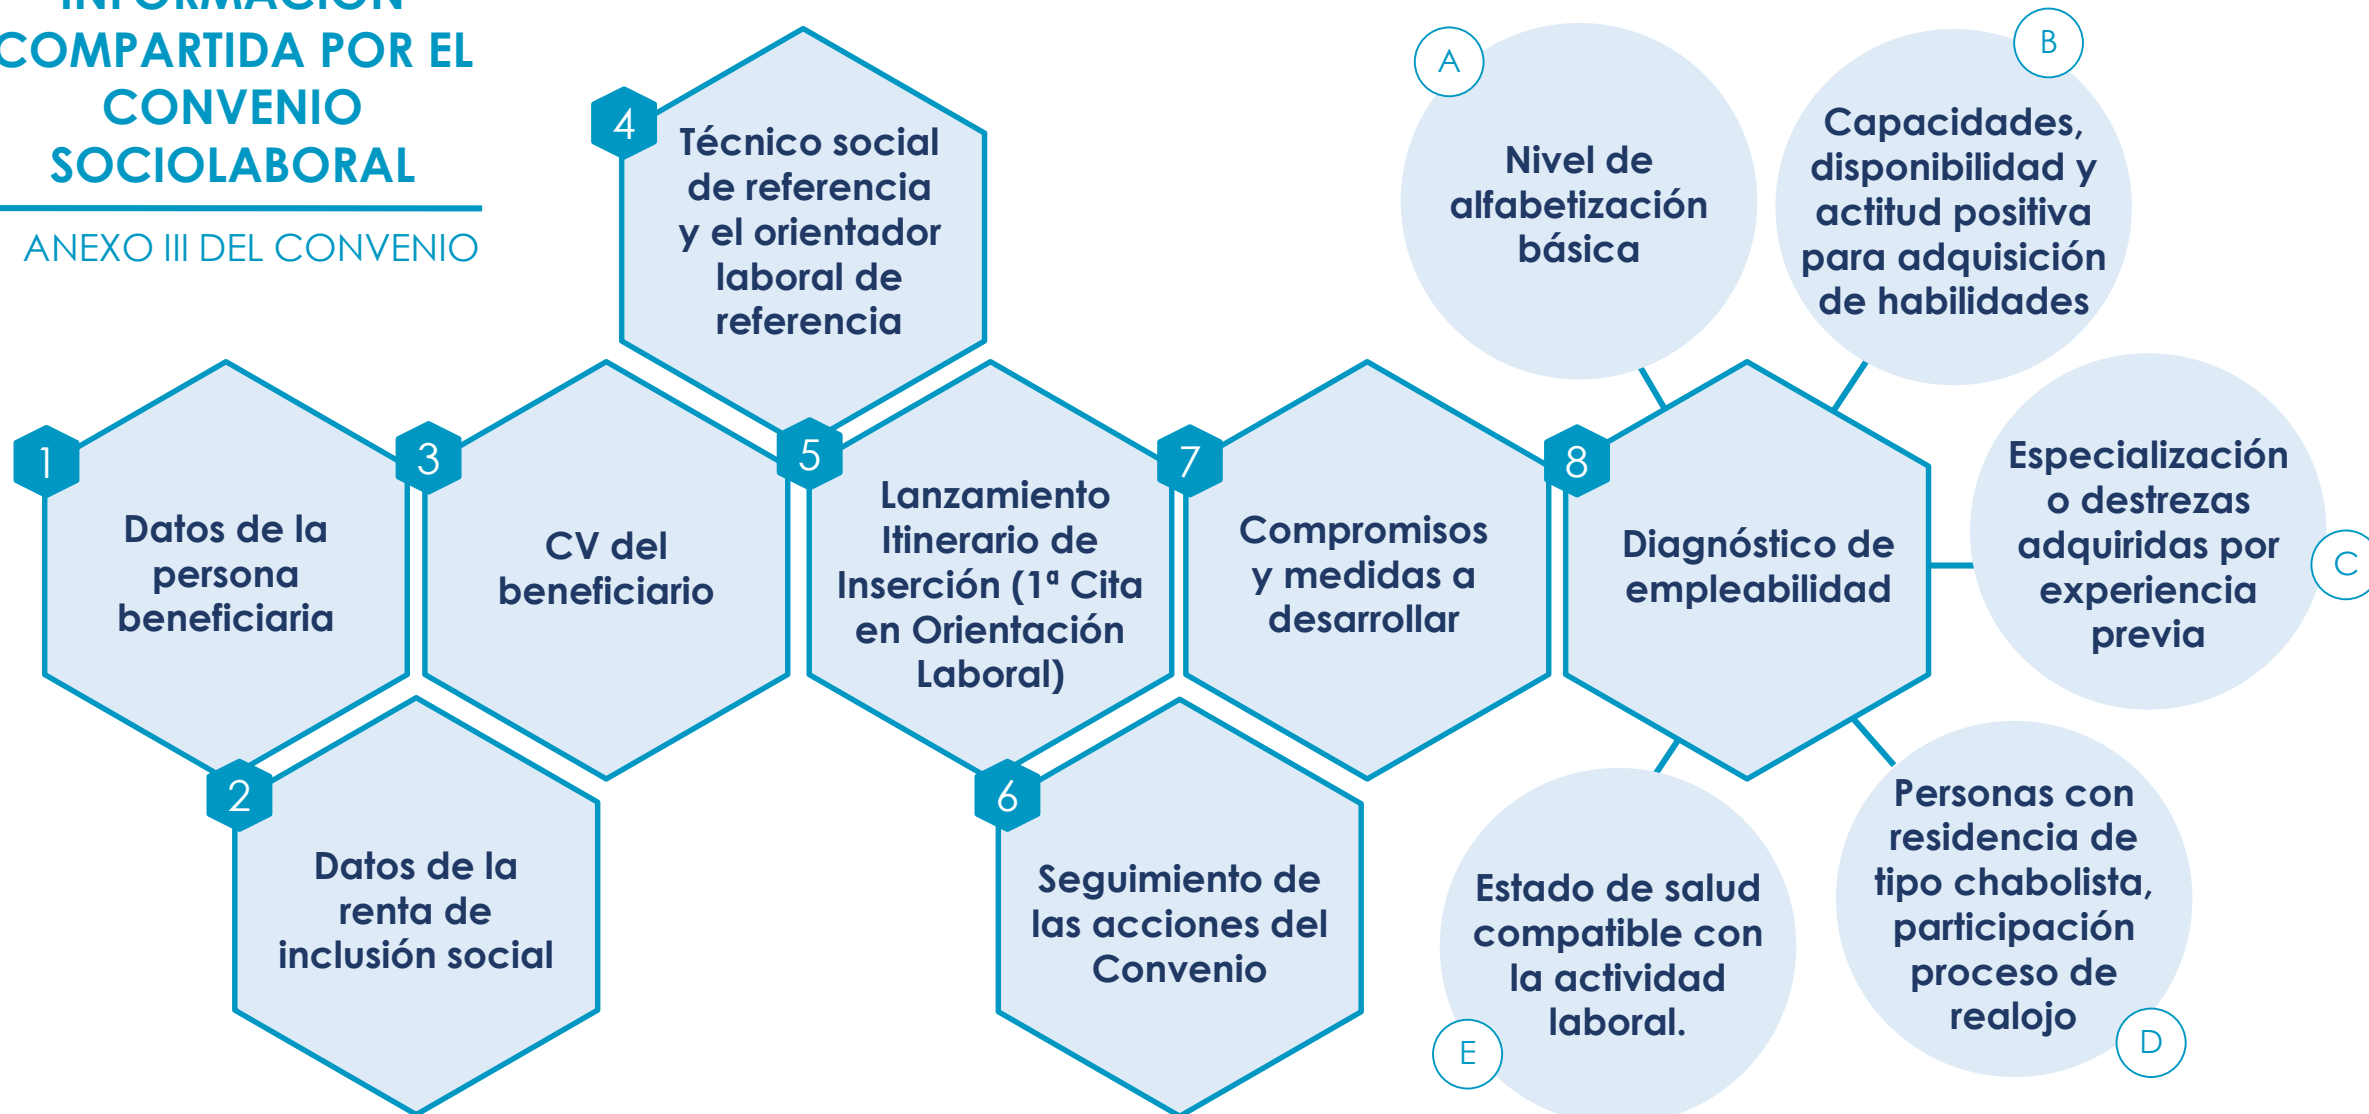 INFORMACIÓN
COMPARTIDA POR EL
CONVENIO
SOCIOLABORAL
ANEXO III DEL CONVENIO
1
Datos de la
persona
beneficiaria
2
Datos de la
renta de
inclusión social
3
CV del
beneficiario
4
Técnico social
de referencia
y el orientador
laboral de
referencia
5
Lanzamiento
Itinerario de
Inserción (1ª Cita
en Orientación
Laboral)
6
Seguimiento de
las acciones del
Convenio
7
Compromisos
y medidas a
desarrollar
8
Diagnóstico de
empleabilidad
A
Nivel de
alfabetización
básica
B
Capacidades,
disponibilidad y
actitud positiva
para adquisición
de habilidades
C
Especialización
o destrezas
adquiridas por
experiencia
previa
D
Personas con
residencia de
tipo chabolista,
participación
proceso de
realojo
E
Estado de salud
compatible con
la actividad
laboral.